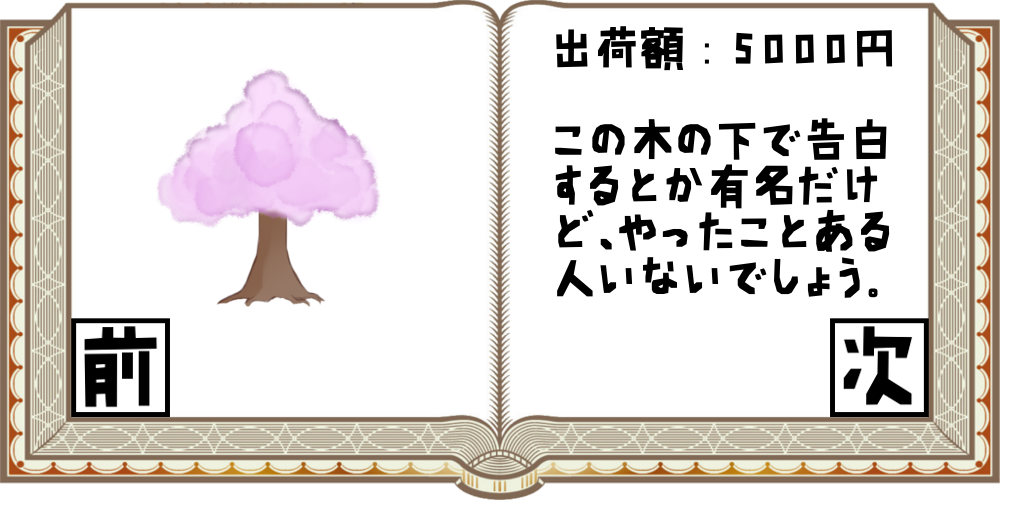 出荷額：5000円
この木の下で告白
するとか有名だけ
ど、やったことある
人いないでしょう。
前
次